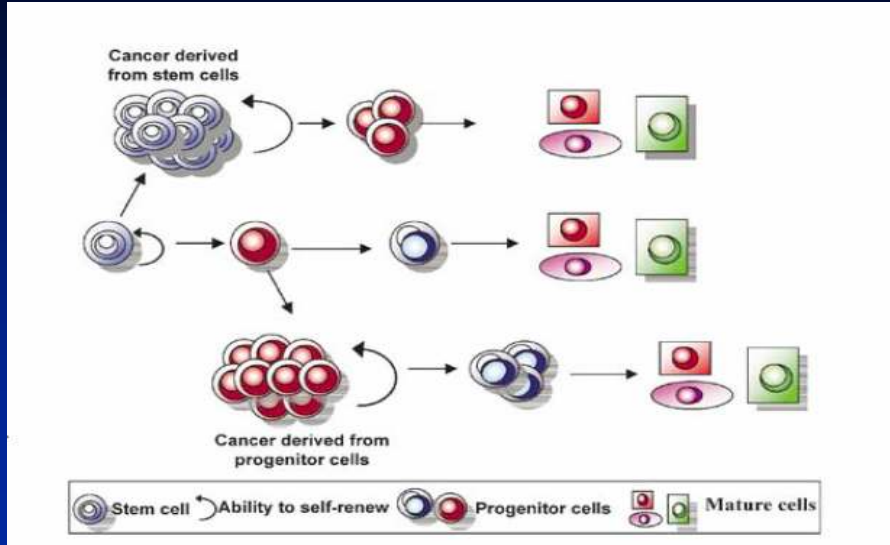 Cancer derived
from stem cells
Cancer derived from
progenitor cells
Stem cell Ability to self-renew Progenitor cells Mature cells